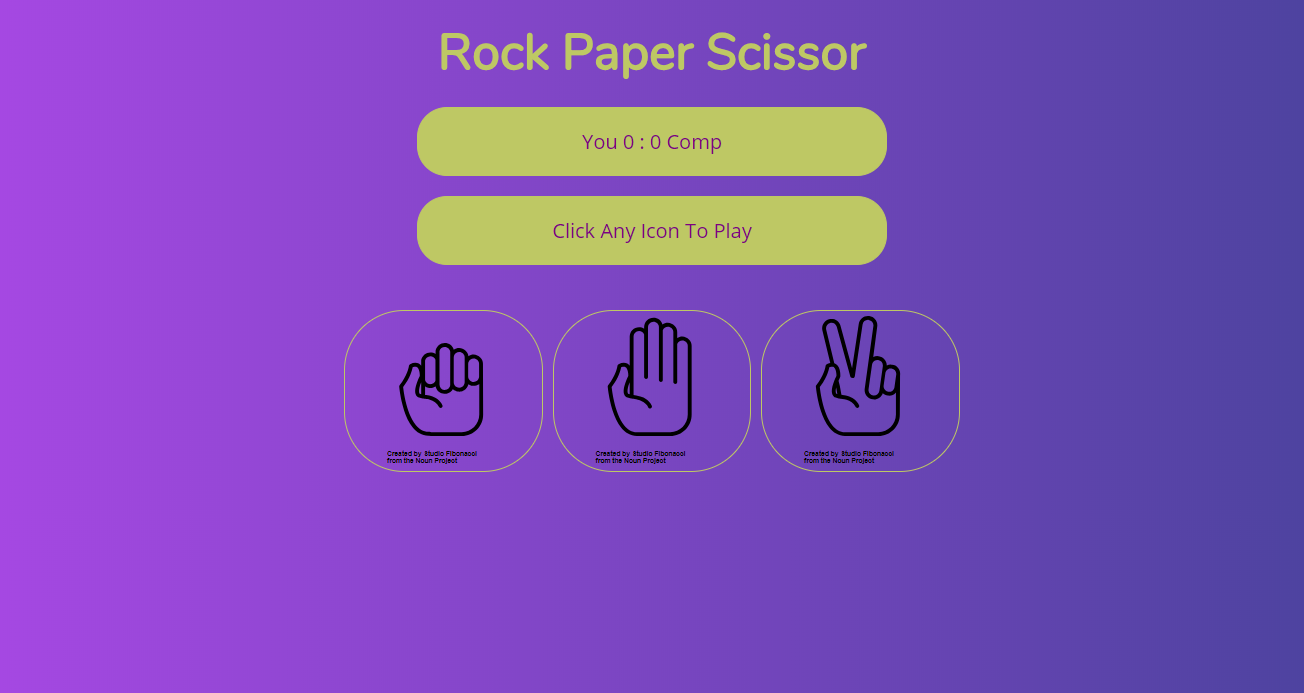 Rock Paper Scissor
You 0 : 0 Comp
Click Any Icon To Play
Created by Studio Fibonacci
from the Noun Project
Created by Studio Fibonacci
from the Noun Project
Created by Studio Fibonacci
from the Noun Project